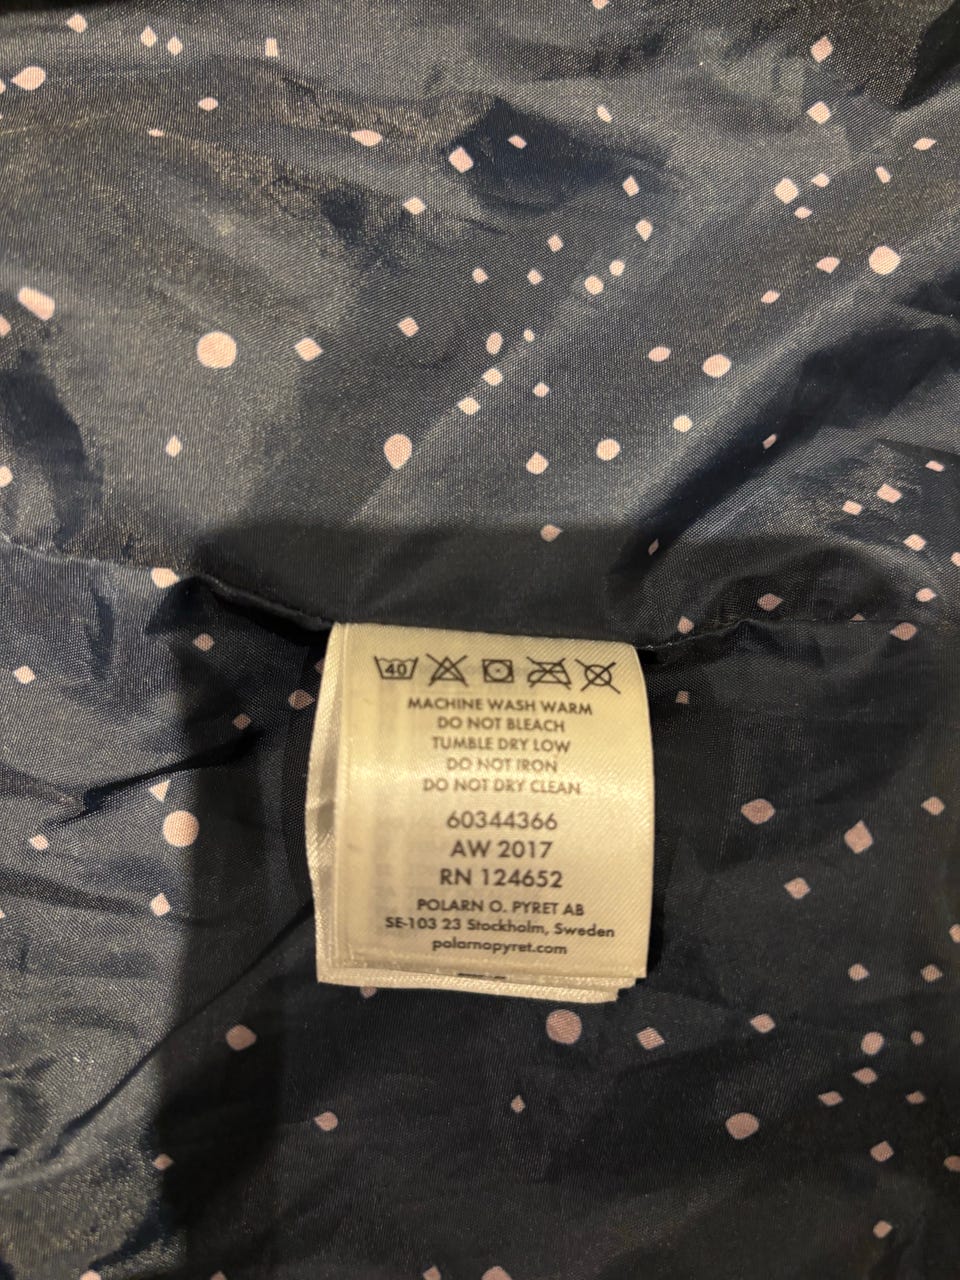 40
MACHINE WASH WARM
DO NOT BLEACH
TUMBLE DRY LOW
DO NOT IRON
DO NOT DRY CLEAN
60344366
AW 2017
RN 124652
POLARN O. PYRET AB
SE-103 23 Stockholm, Sweden
polarnopyret.com